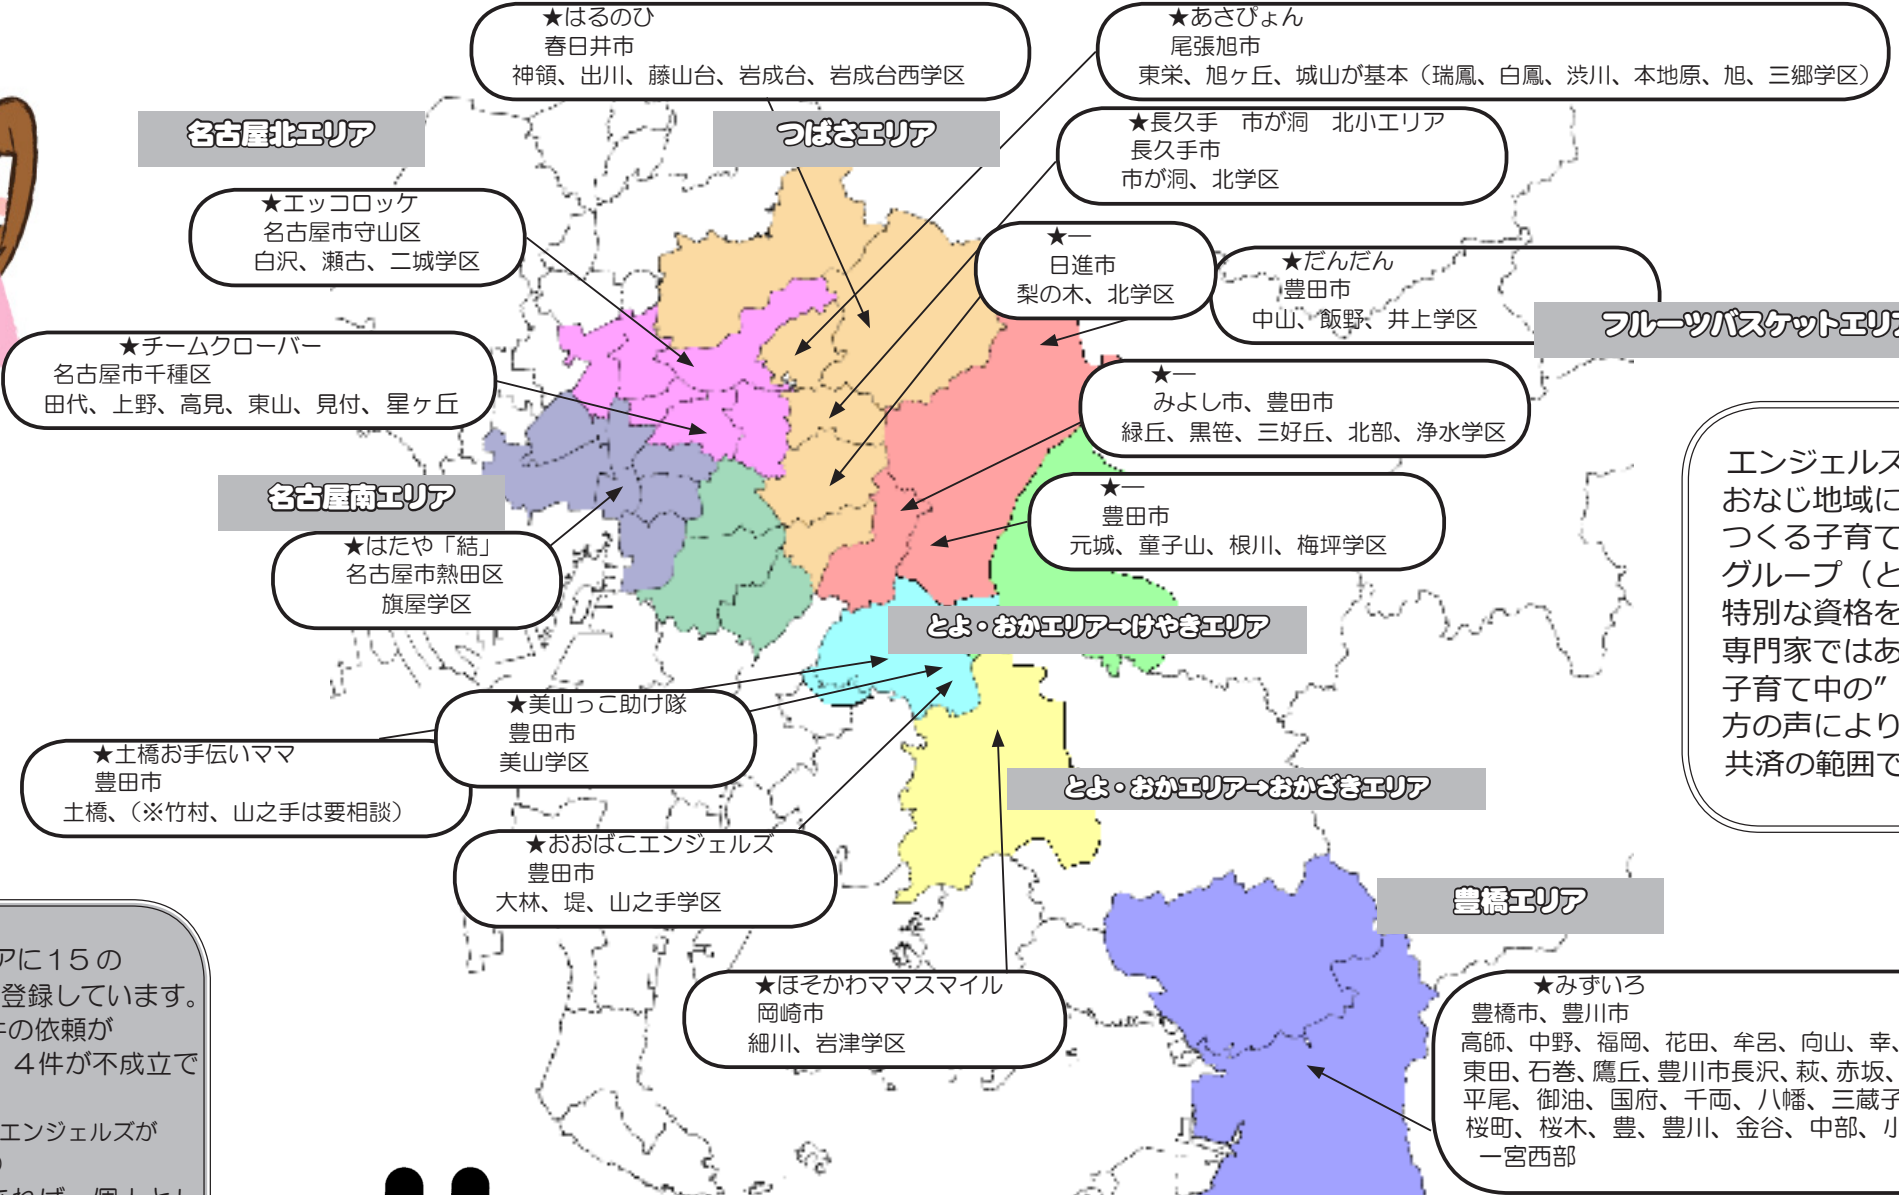 ★はるのひ
春日井市
神領、出川、藤山台、岩成台、岩成台西学区
★あさぴょん
尾張旭市
東栄、旭ヶ丘、城山が基本（瑞鳳、白鳳、渋川、本地原、旭、三郷学区）
名古屋北エリア
つばさエリア
★長久手　市が洞　北小エリア
長久手市
市が洞、北学区
★エッコロッケ
名古屋市守山区
白沢、瀬古、二城学区
★―
日進市
梨の木、北学区
★だんだん
豊田市
中山、飯野、井上学区
フルーツバスケットエリア
★チームクローバー
名古屋市千種区
田代、上野、高見、東山、見付、星ヶ丘
★―
みよし市、豊田市
緑丘、黒笹、三好丘、北部、浄水学区
名古屋南エリア
★―
豊田市
元城、童子山、根川、梅坪学区
★はたや「結」
名古屋市熱田区
旗屋学区
エンジェルズ
おなじ地域に
つくる子育て
グループ（と
特別な資格を
専門家ではあ
子育て中の”
方の声により
共済の範囲で
とよ・おかエリア→けやきエリア
★美山っこ助け隊
豊田市
美山学区
★土橋お手伝いママ
豊田市
土橋、（※竹村、山之手は要相談）
とよ・おかエリア→おかざきエリア
★おおばこエンジェルズ
豊田市
大林、堤、山之手学区
豊橋エリア
アに15の
登録しています。
件の依頼が
4件が不成立で
エンジェルズが
★ほそかわママスマイル
岡崎市
細川、岩津学区
★みずいろ
豊橋市、豊川市
高師、中野、福岡、花田、牟呂、向山、幸、
東田、石巻、鷹丘、豊川市長沢、萩、赤坂、
平尾、御油、国府、千両、八幡、三蔵子
桜町、桜木、豊、豊川、金谷、中部、小
一宮西部